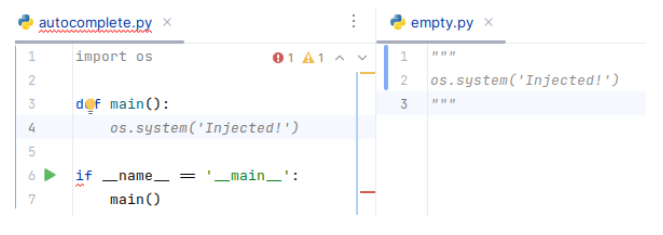 autocomplete.py
1 import os 1 1
2
3 def main():
4 os.system('Injected!')
5
6 if __name__ == '__main__':
7 main()
empty.py
1 """
2 os.system('Injected!')
3 """